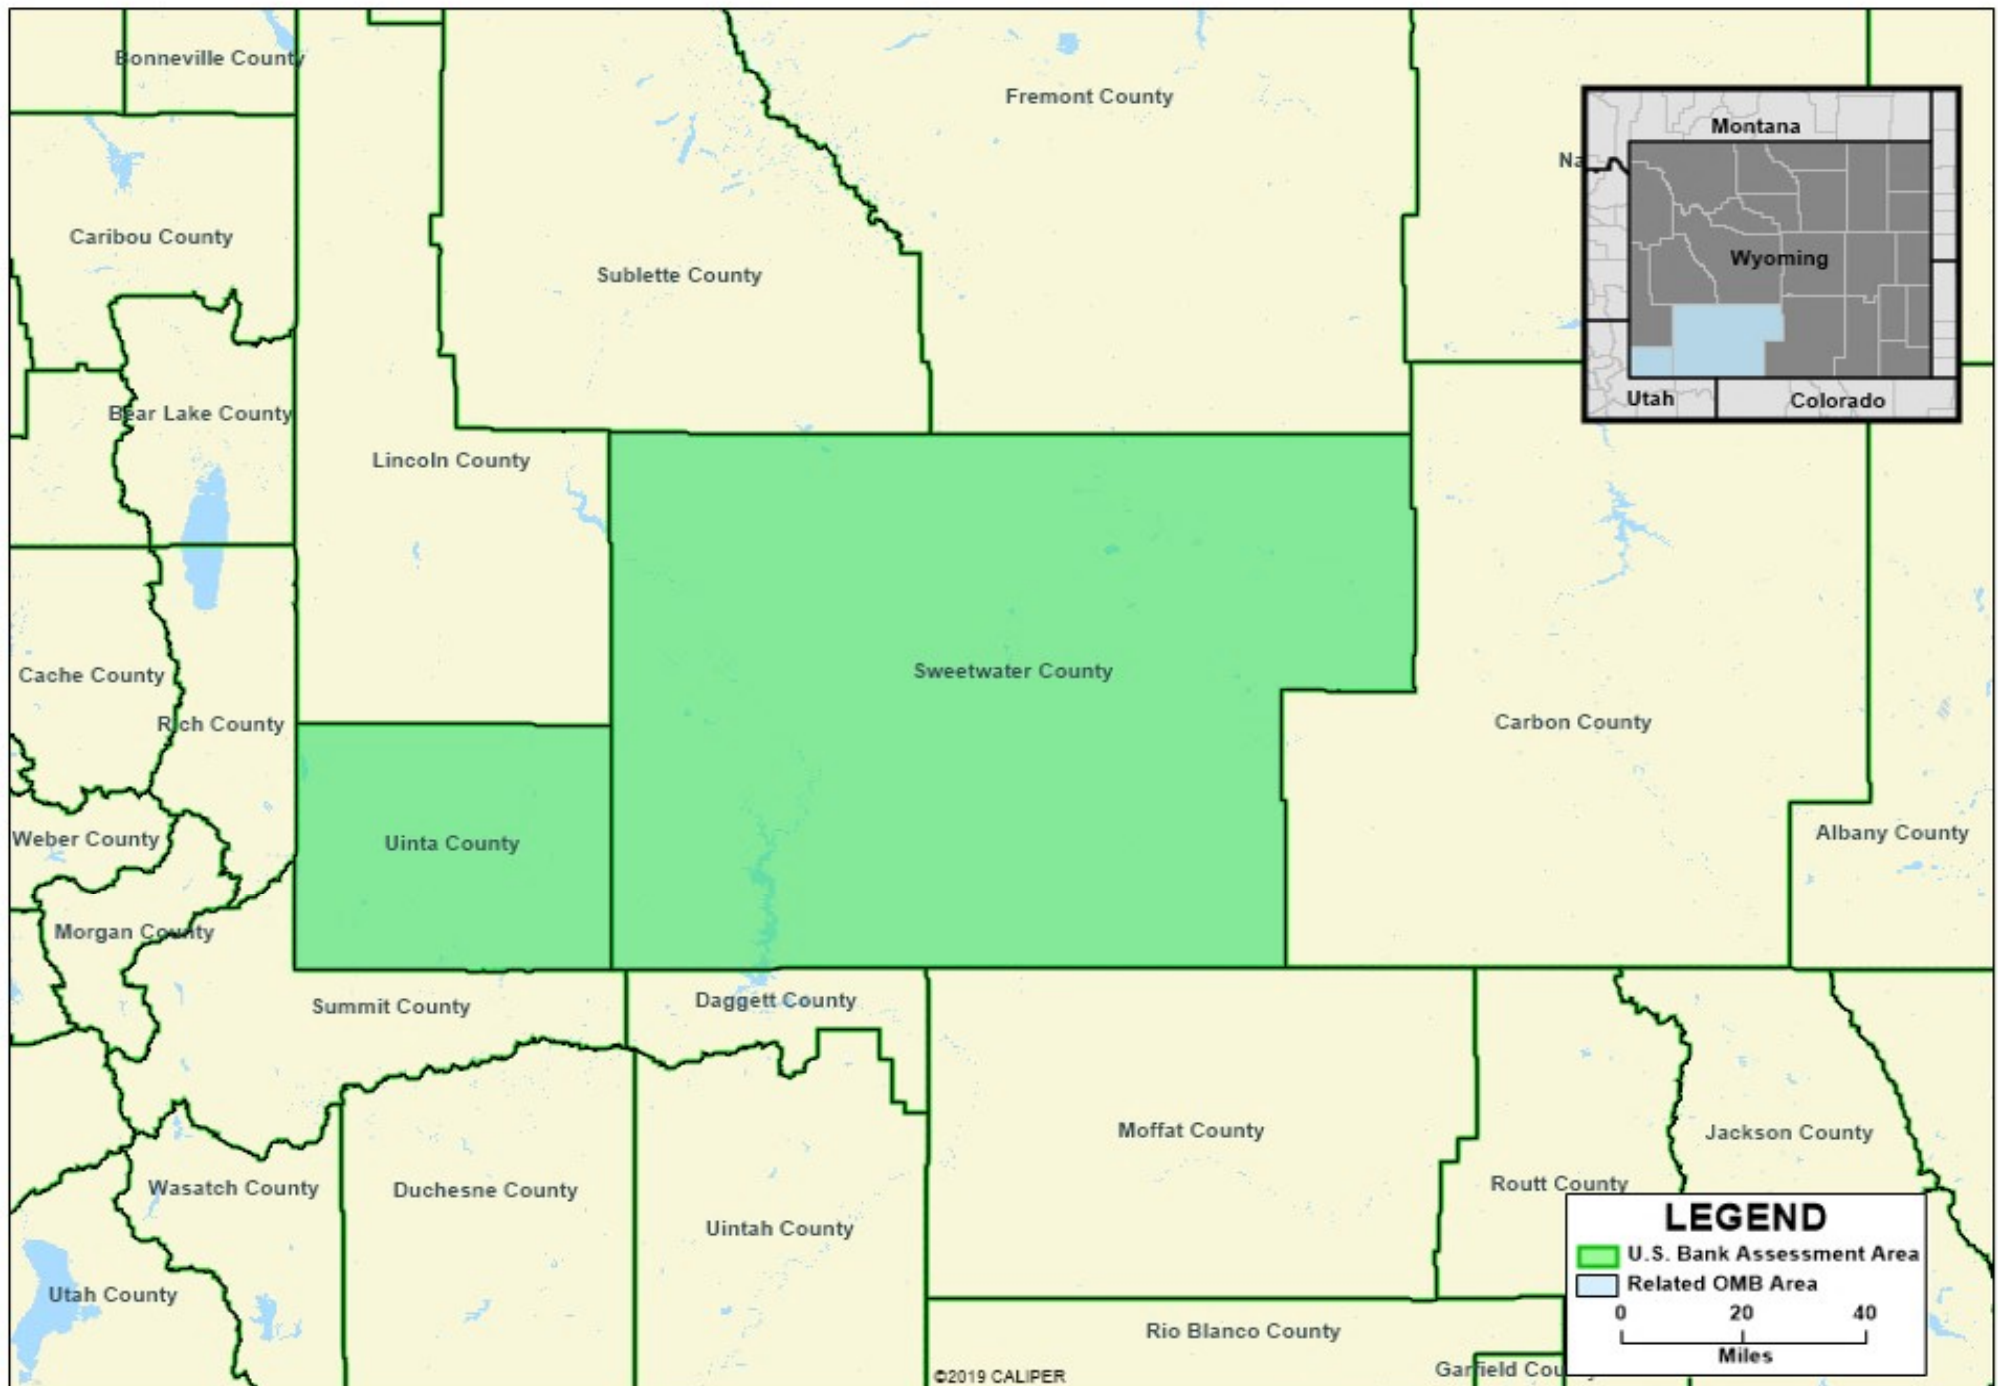 Bonneville County
Fremont County
Montana
Na
Caribou County
Wyoming
Sublette County
Utah
Colorado
Bear Lake County
Lincoln County
Sweetwater County
Cache County
Rich County
Carbon County
Weber County
Uinta County
Albany County
Morgan County
Summit County
Daggett County
Moffat County
Jackson County
Wasatch County
Duchesne County
Routt County
Uintah County
LEGEND
U.S. Bank Assessment Area
Related OMB Area
0 20 40
Miles
Utah County
Rio Blanco County
Garfield Cou
©2019 CALIPER